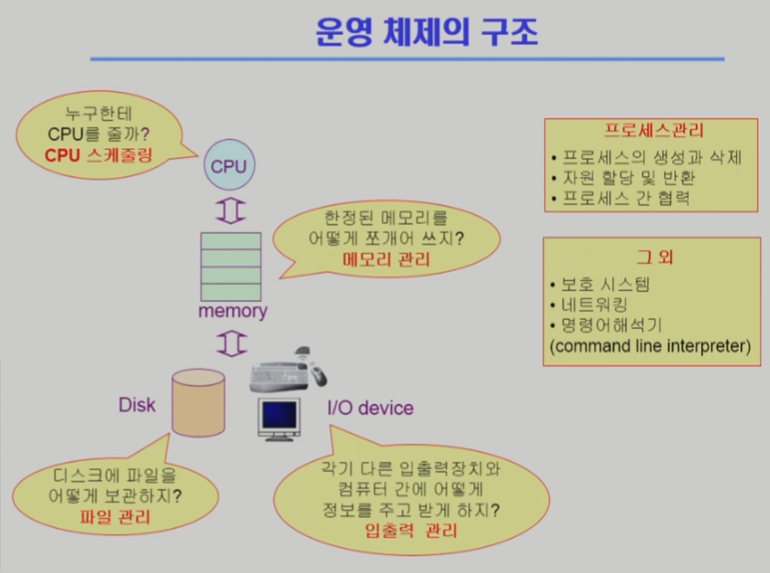 운영 체제의 구조
누구한테
CPU를 줄까?
CPU 스케줄링
CPU
한정된 메모리를
어떻게 쪼개어 쓰지?
메모리 관리
memory
Disk
I/O device
디스크에 파일을
어떻게 보관하지?
파일 관리
각기 다른 입출력장치와
컴퓨터 간에 어떻게
정보를 주고 받게 하지?
입출력 관리
프로세스관리
• 프로세스의 생성과 삭제
• 자원 할당 및 반환
• 프로세스 간 협력
그 외
• 보호 시스템
• 네트워킹
• 명령어해석기
(command line interpreter)